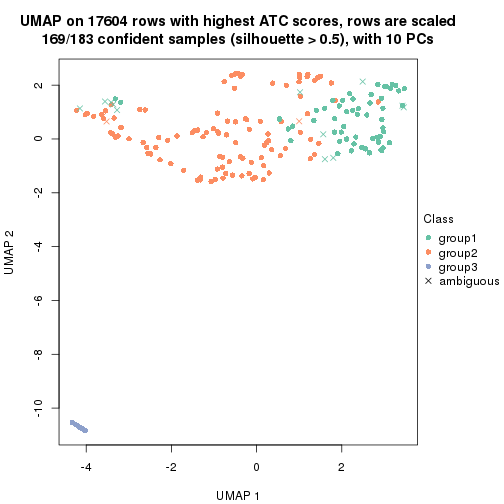 UMAP on 17604 rows with highest ATC scores, rows are scaled
169/183 confident samples (silhouette > 0.5), with 10 PCs
2
0
-2
-4
-6
-8
-10
UMAP 2
-4
-2
0
2
UMAP 1
Class
group1
group2
group3
ambiguous